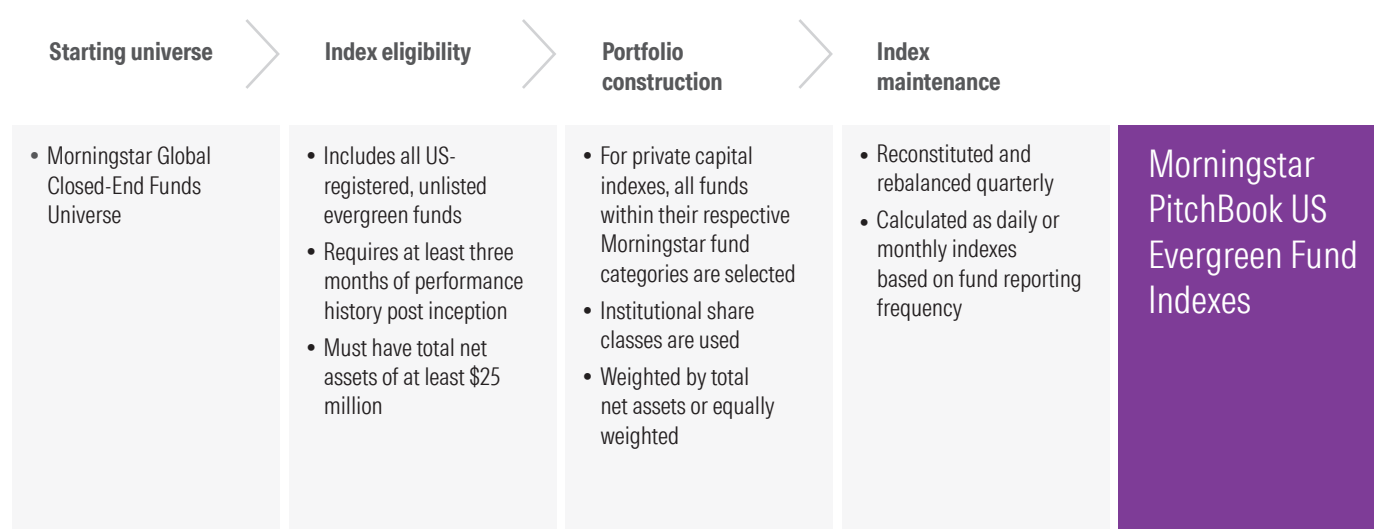 Starting universe
Index eligibility
Portfolio
construction
Index
maintenance
• Morningstar Global
Closed-End Funds
Universe
• Includes all US-
registered, unlisted
evergreen funds
• Requires at least three
months of performance
history post inception
• Must have total net
assets of at least $25
million
• For private capital
indexes, all funds
within their respective
Morningstar fund
categories are selected
• Institutional share
classes are used
• Weighted by total
net assets or equally
weighted
• Reconstituted and
rebalanced quarterly
• Calculated as daily or
monthly indexes
based on fund reporting
frequency
Morningstar
PitchBook US
Evergreen Fund
Indexes